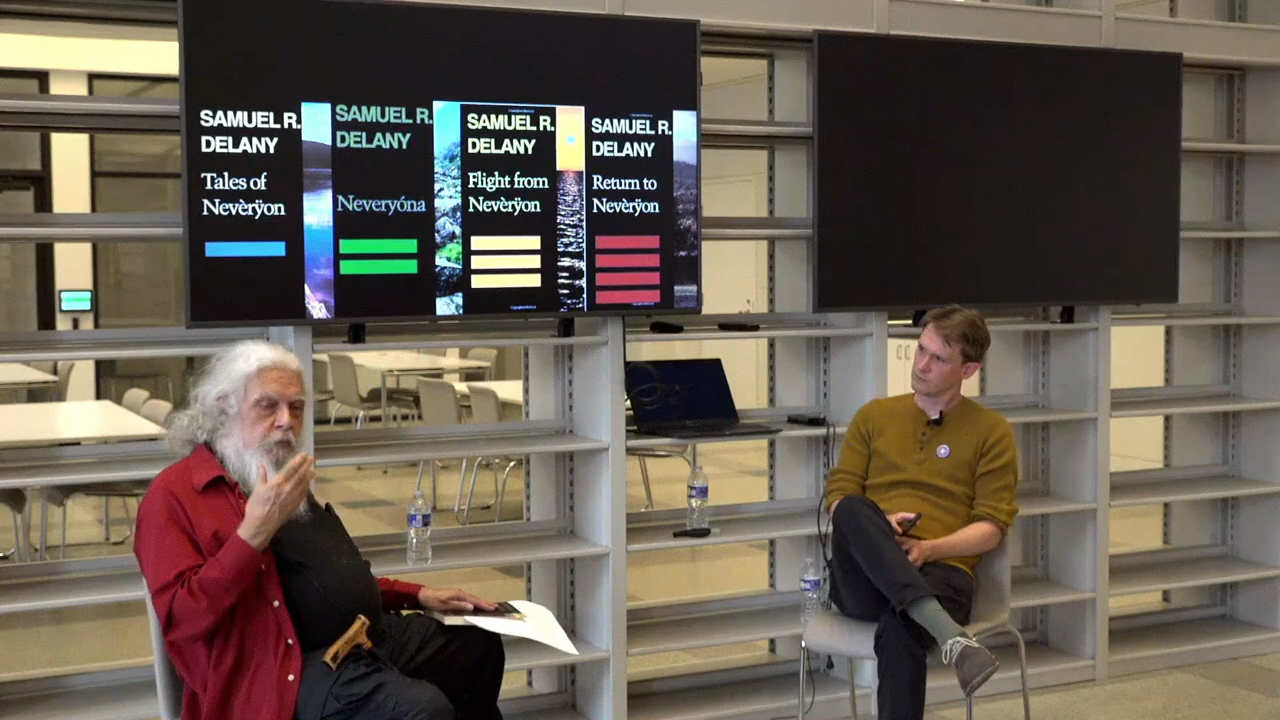 SAMUEL R.
DELANY
Tales of
Nevèrÿon
SAMUEL R.
DELANY
Neveryóna
SAMUEL R.
DELANY
Flight from
Nevèrÿon
SAMUEL R.
DELANY
Return to
Nevèrÿon